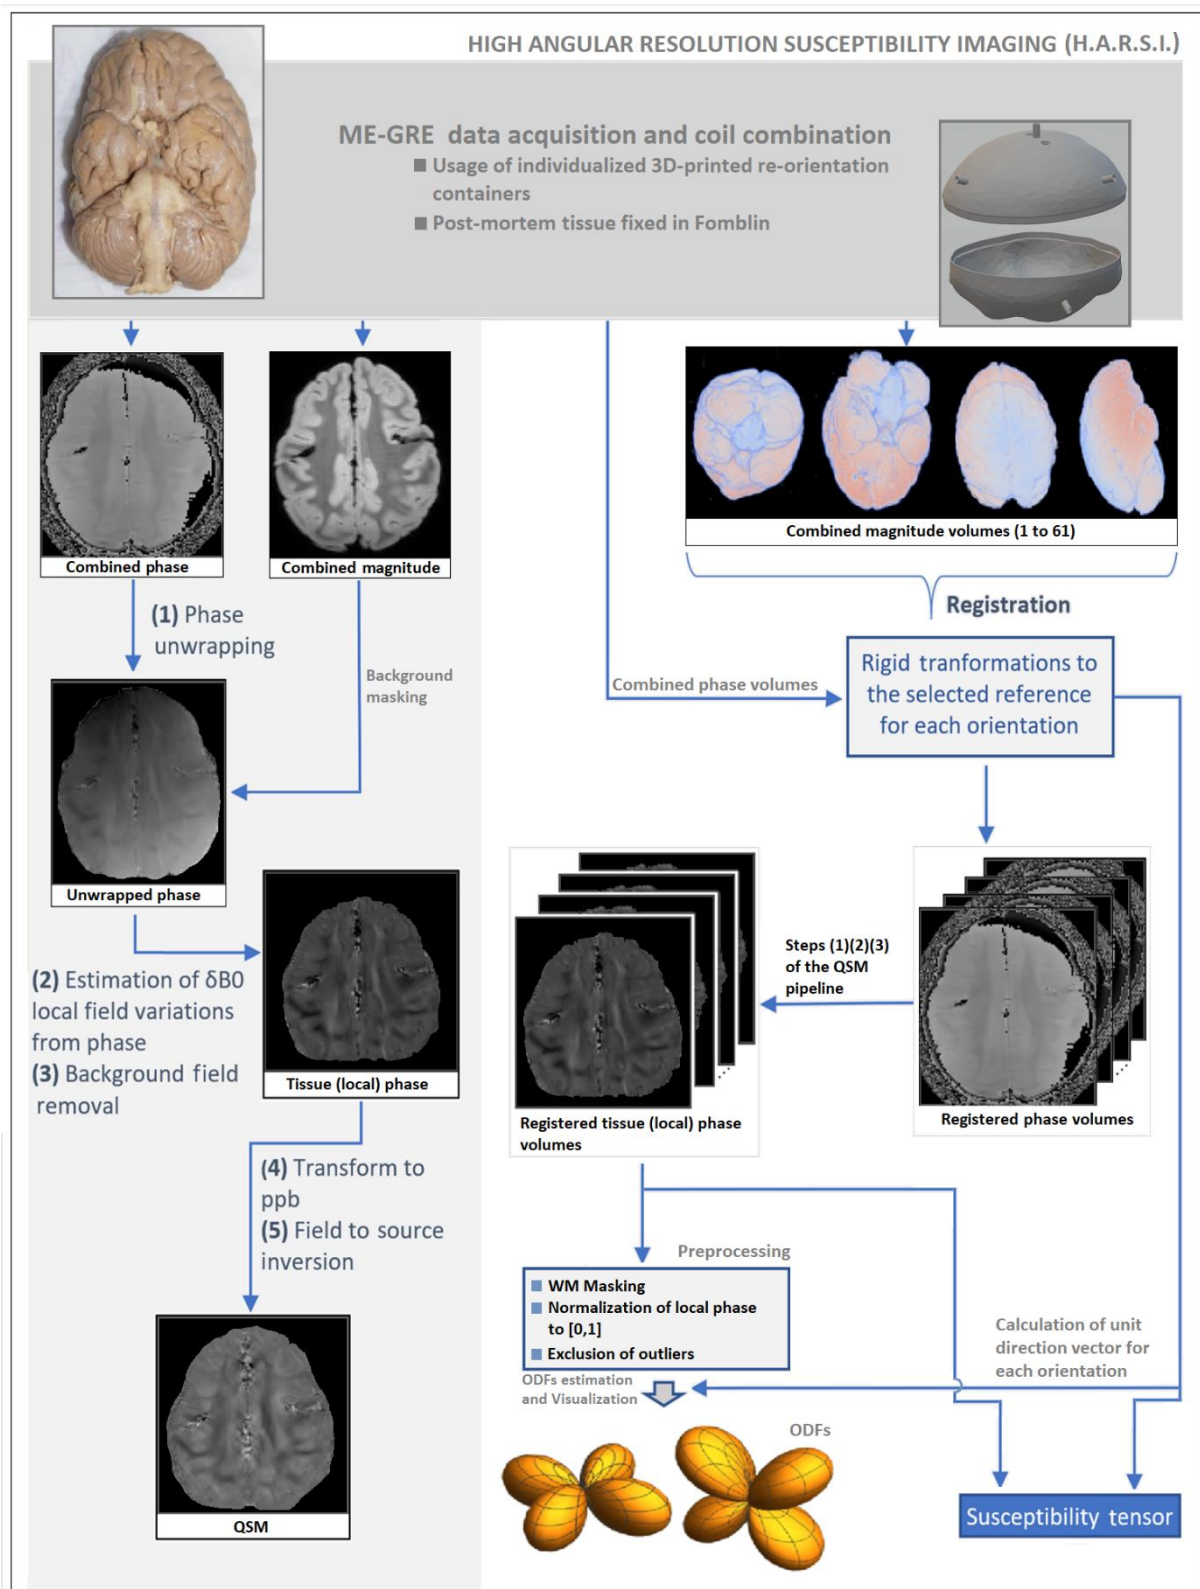 HIGH ANGULAR RESOLUTION SUSCEPTIBILITY IMAGING (H.A.R.S.I.)
ME-GRE data acquisition and coil combination
■ Usage of individualized 3D-printed re-orientation
containers
■ Post-mortem tissue fixed in Fomblin
Combined phase
Combined magnitude
(1) Phase
unwrapping
Background
masking
Unwrapped phase
(2) Estimation of δB0
local field variations
from phase
(3) Background field
removal
Tissue (local) phase
(4) Transform to
ppb
(5) Field to source
inversion
QSM
Combined magnitude volumes (1 to 61)
Registration
Combined phase volumes
Rigid tranformations to
the selected reference
for each orientation
Registered phase volumes
Steps (1)(2)(3)
of the QSM
pipeline
Registered tissue (local) phase
volumes
Preprocessing
■ WM Masking
■ Normalization of local phase
to [0,1]
■ Exclusion of outliers
Calculation of unit
direction vector for
each orientation
ODFs estimation
and Visualization
ODFs
Susceptibility tensor